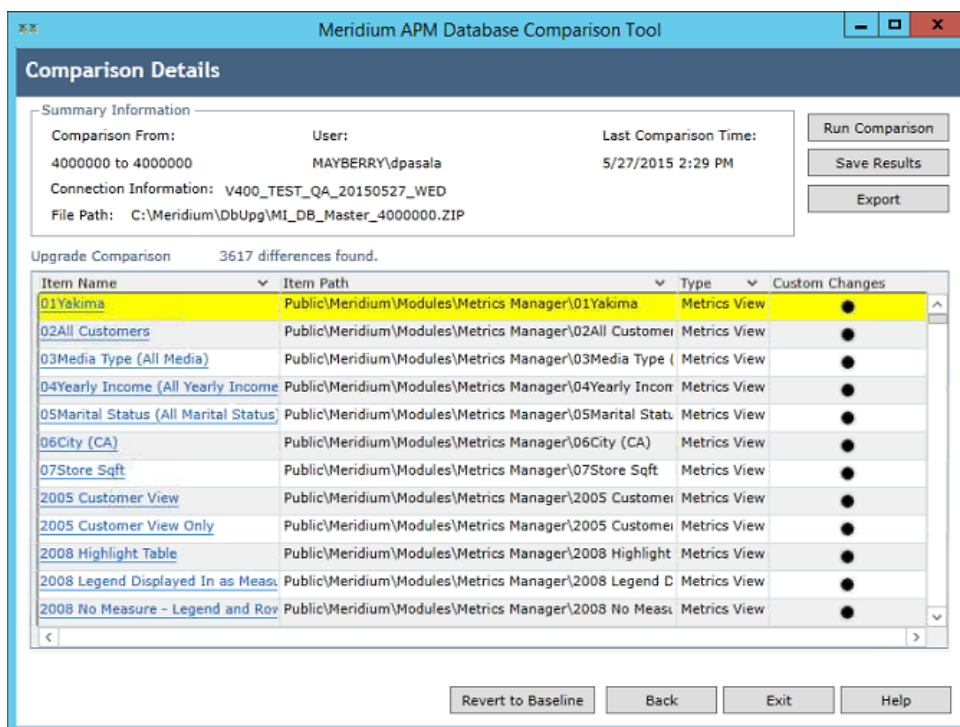 Meridium APM Database Comparison Tool
Comparison Details
Summary Information
Comparison From: User: Last Comparison Time:
4000000 to 4000000 MAYBERRY\dpasala 5/27/2015 2:29 PM
Connection Information: V400_TEST_QA_20150527_WED
File Path: C:\Meridium\DbUpg\MI_DB_Master_4000000.ZIP
Run Comparison
Save Results
Export
Upgrade Comparison 3617 differences found.
Item Name Item Path Type Custom Changes
01Yakima Public\Meridium\Modules\Metrics Manager\01Yakima Metrics View
02All Customers Public\Meridium\Modules\Metrics Manager\02All Customer Metrics View
03Media Type (All Media) Public\Meridium\Modules\Metrics Manager\03Media Type ( Metrics View
04Yearly Income (All Yearly Income Public\Meridium\Modules\Metrics Manager\04Yearly Incom Metrics View
05Marital Status (All Marital Status) Public\Meridium\Modules\Metrics Manager\05Marital Statu Metrics View
06City (CA) Public\Meridium\Modules\Metrics Manager\06City (CA) Metrics View
07Store Sqft Public\Meridium\Modules\Metrics Manager\07Store Sqft Metrics View
2005 Customer View Public\Meridium\Modules\Metrics Manager\2005 Customer Metrics View
2005 Customer View Only Public\Meridium\Modules\Metrics Manager\2005 Customer Metrics View
2008 Highlight Table Public\Meridium\Modules\Metrics Manager\2008 Highlight Metrics View
2008 Legend Displayed In as Measu Public\Meridium\Modules\Metrics Manager\2008 Legend D Metrics View
2008 No Measure - Legend and Row Public\Meridium\Modules\Metrics Manager\2008 No Measu Metrics View
Revert to Baseline Back Exit Help